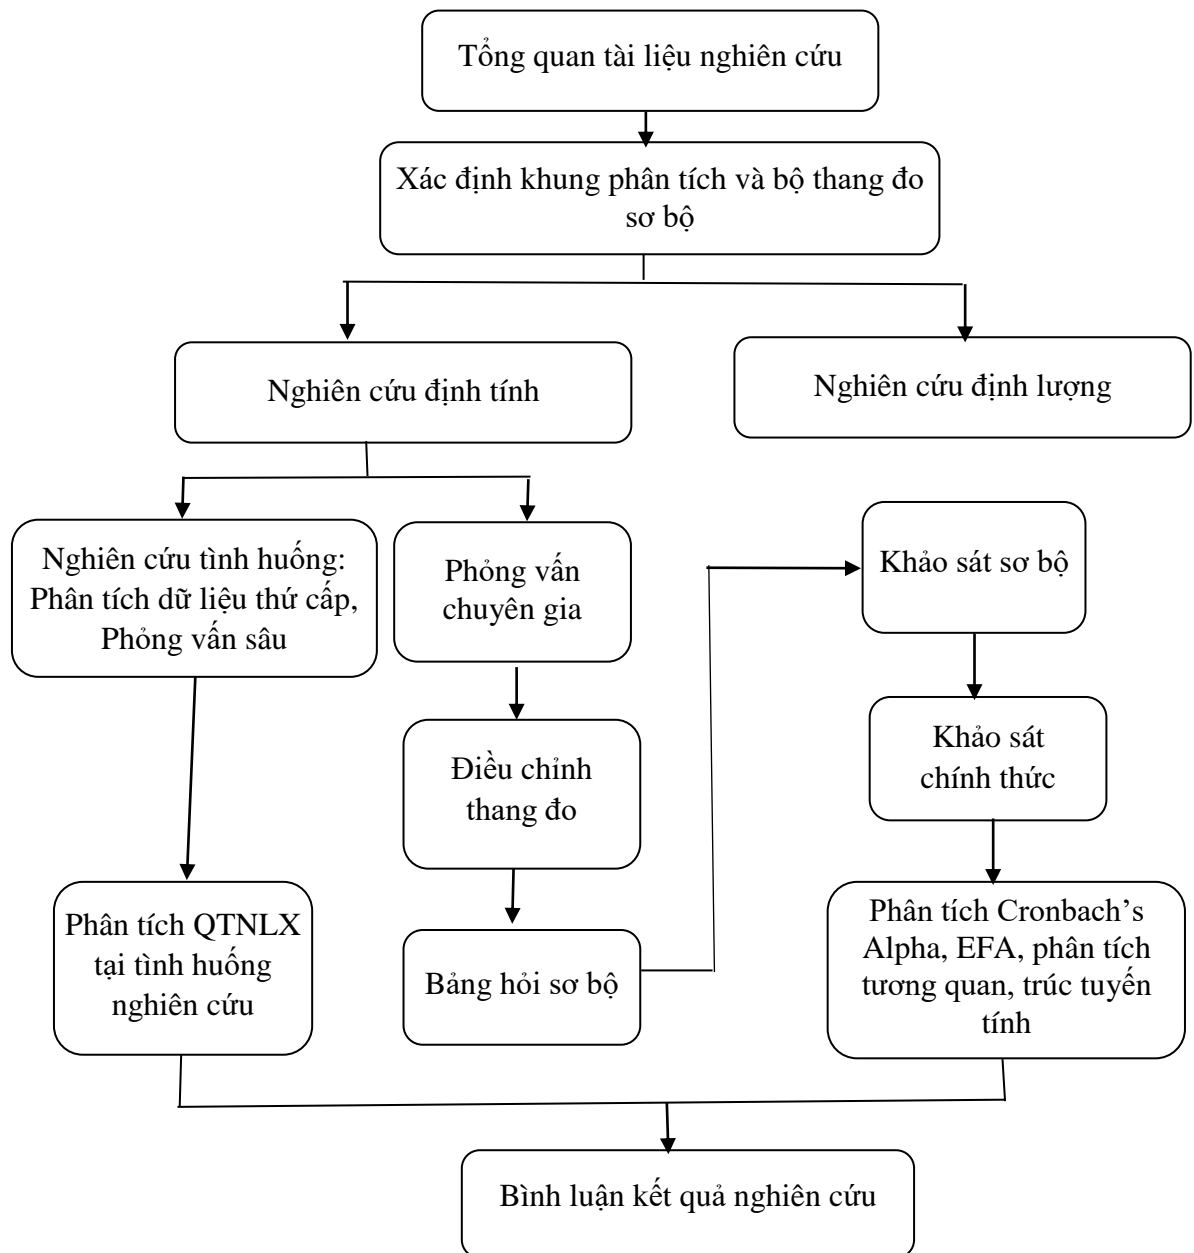 Tổng quan tài liệu nghiên cứu
Xác định khung phân tích và bộ thang đo
sơ bộ
Nghiên cứu định tính
Nghiên cứu định lượng
Nghiên cứu tình huống:
Phân tích dữ liệu thứ cấp,
Phỏng vấn sâu
Phỏng vấn
chuyên gia
Khảo sát sơ bộ
Điều chỉnh
thang đo
Khảo sát
chính thức
Phân tích QTNLX
tại tình huống
nghiên cứu
Bảng hỏi sơ bộ
Phân tích Cronbach’s
Alpha, EFA, phân tích
tương quan, trúc tuyến
tính
Bình luận kết quả nghiên cứu